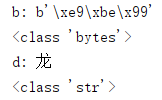 b: b'\xe9\xbe\x99'
<class 'bytes'>
d: 龙
<class 'str'>